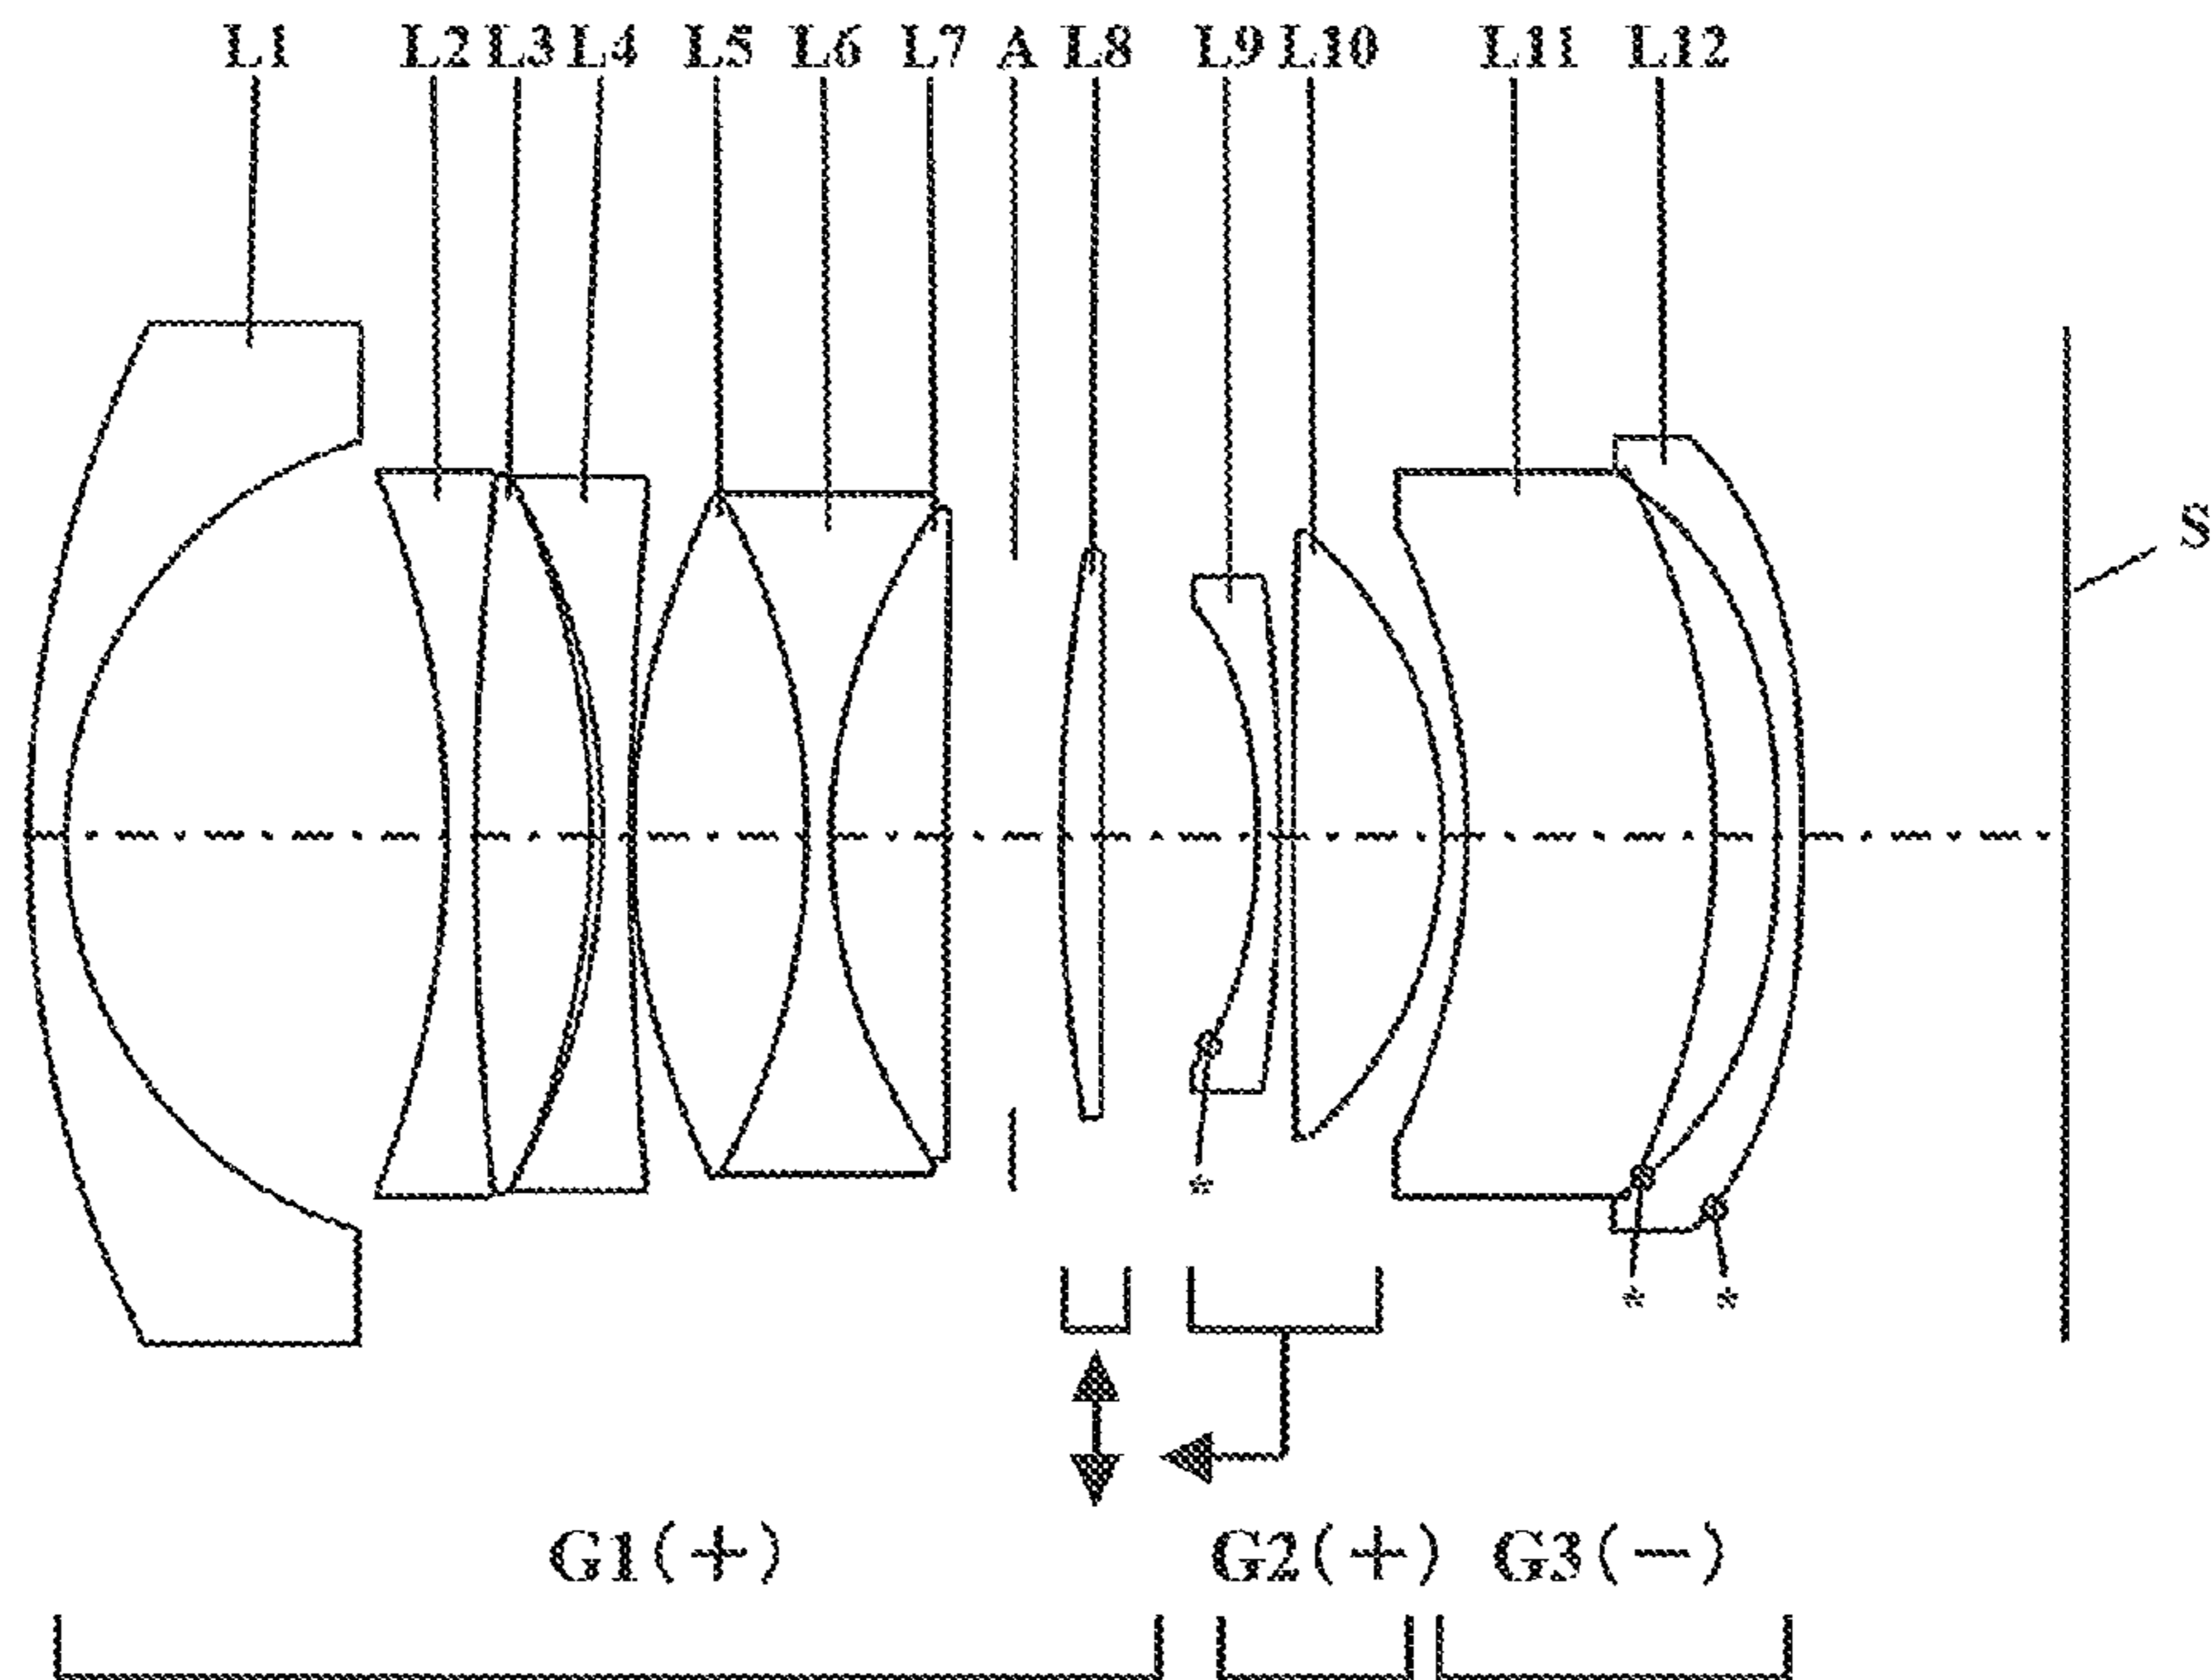 L1 L2 L3 L4 L5 L6 L7 A L8 L9 L10 L11 L12
S
*
* *
G1(+) G2(+) G3(−)